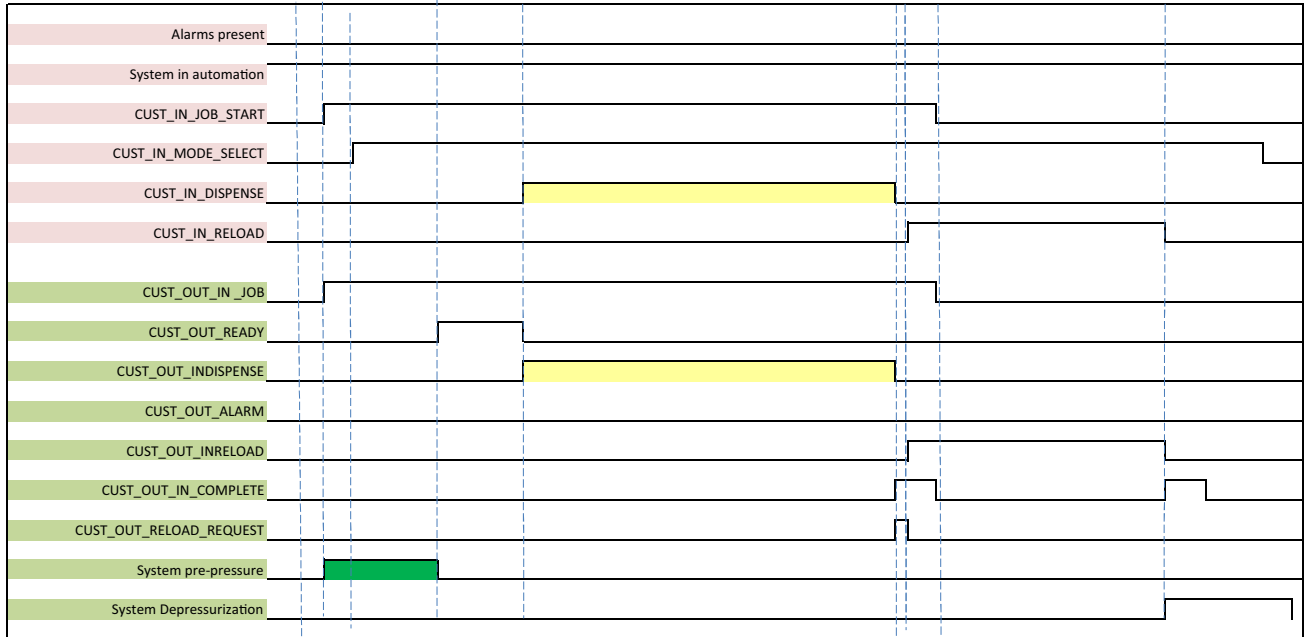 Alarms present
System in automation
CUST_IN_JOB_START
CUST_IN_MODE_SELECT
CUST_IN_DISPENSE
CUST_IN_RELOAD
CUST_OUT_IN _JOB
CUST_OUT_READY
CUST_OUT_INDISPENSE
CUST_OUT_ALARM
CUST_OUT_INRELOAD
CUST_OUT_IN_COMPLETE
CUST_OUT_RELOAD_REQUEST
System pre-pressure
System Depressurization